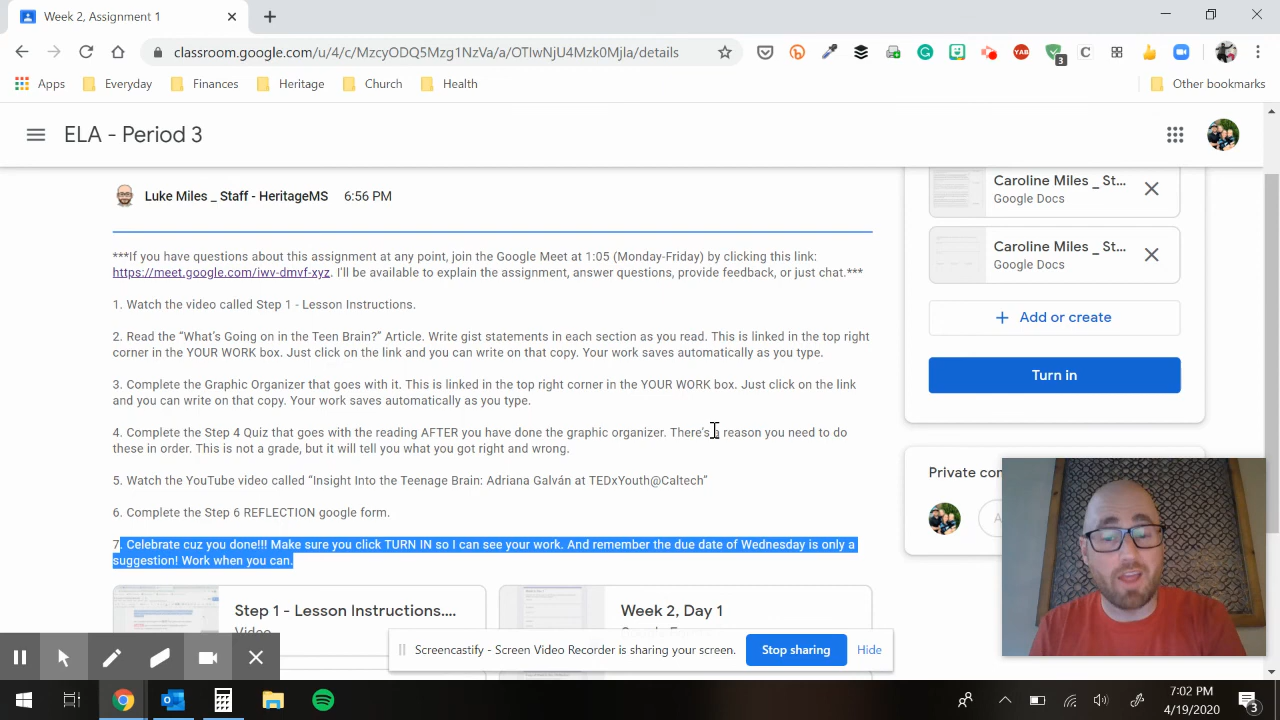 Week 2, Assignment 1
classroom.google.com/u/4/c/MzcyODQ5Mzg1NzVa/a/OTIwNjU4Mzk0Mjla/details
YAB
C
3
Apps
Everyday
Finances
Heritage
Church
Health
Other bookmarks
ELA - Period 3
Luke Miles _ Staff - HeritageMS 6:56 PM
***If you have questions about this assignment at any point, join the Google Meet at 1:05 (Monday-Friday) by clicking this link:
https://meet.google.com/iwv-dmvf-xyz. I'll be available to explain the assignment, answer questions, provide feedback, or just chat.***
1. Watch the video called Step 1 - Lesson Instructions.
2. Read the “What’s Going on in the Teen Brain?” Article. Write gist statements in each section as you read. This is linked in the top right
corner in the YOUR WORK box. Just click on the link and you can write on that copy. Your work saves automatically as you type.
3. Complete the Graphic Organizer that goes with it. This is linked in the top right corner in the YOUR WORK box. Just click on the link
and you can write on that copy. Your work saves automatically as you type.
4. Complete the Step 4 Quiz that goes with the reading AFTER you have done the graphic organizer. There's a reason you need to do
these in order. This is not a grade, but it will tell you what you got right and wrong.
5. Watch the YouTube video called “Insight Into the Teenage Brain: Adriana Galván at TEDxYouth@Caltech”
6. Complete the Step 6 REFLECTION google form.
7. Celebrate cuz you done!!! Make sure you click TURN IN so I can see your work. And remember the due date of Wednesday is only a
suggestion! Work when you can.
Step 1 - Lesson Instructions....
Video
Week 2, Day 1
Caroline Miles _ St...
Google Docs
Caroline Miles _ St...
Google Docs
+ Add or create
Turn in
Private com
A
Screencastify - Screen Video Recorder is sharing your screen.
Stop sharing
Hide
7:02 PM
4/19/2020
3